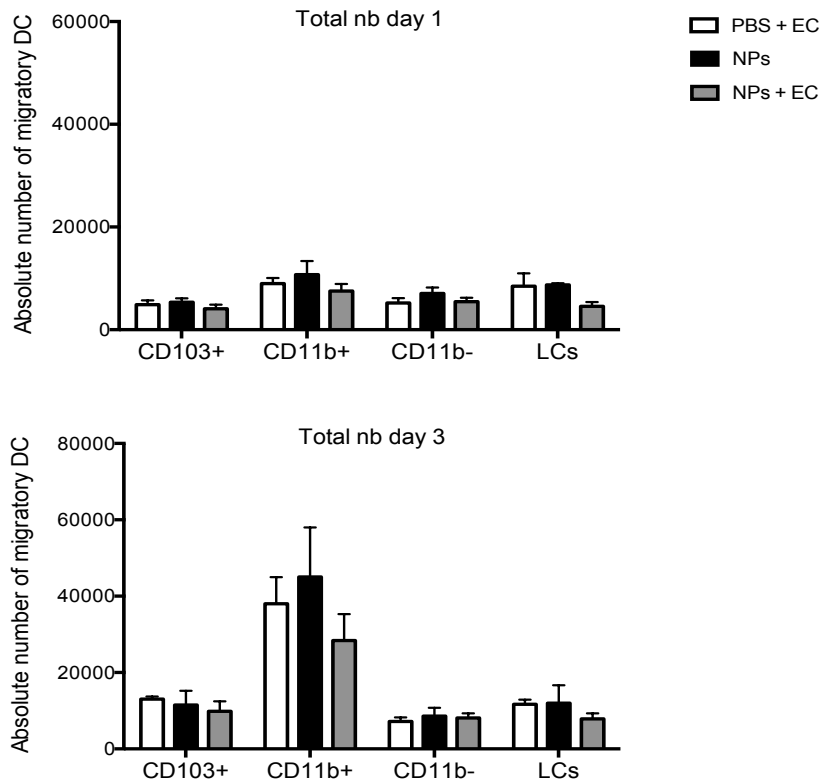 Total nb day 1
PBS + EC
NPs
NPs + EC
Absolute number of migratory DC
60000
40000
20000
0
CD103+ CD11b+ CD11b- LCs
Total nb day 3
Absolute number of migratory DC
80000
60000
40000
20000
0
CD103+ CD11b+ CD11b- LCs